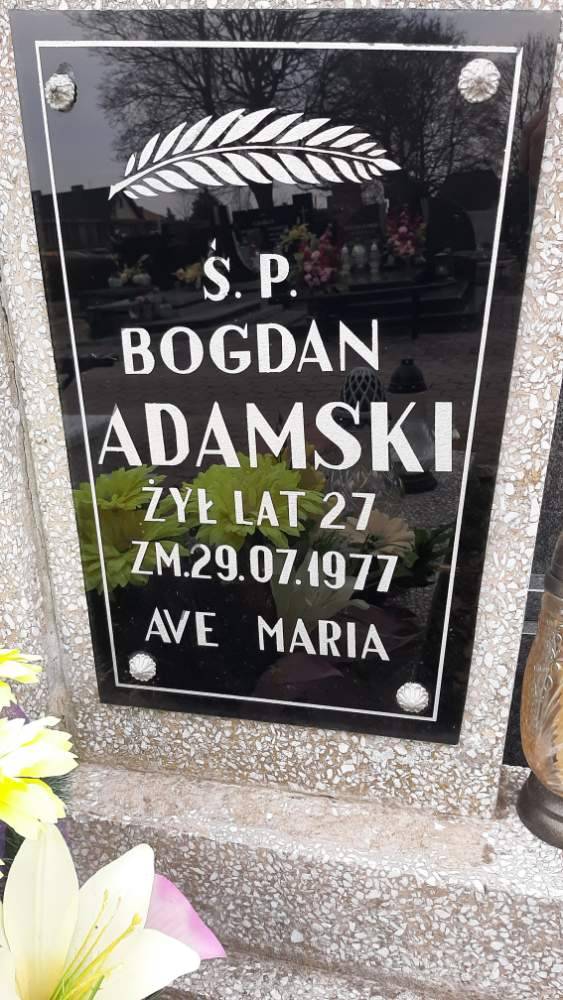 Ś. P.
BOGDAN
ADAMSKI
ŻYŁ LAT 27
ZM. 29.07.1977
AVE MARIA